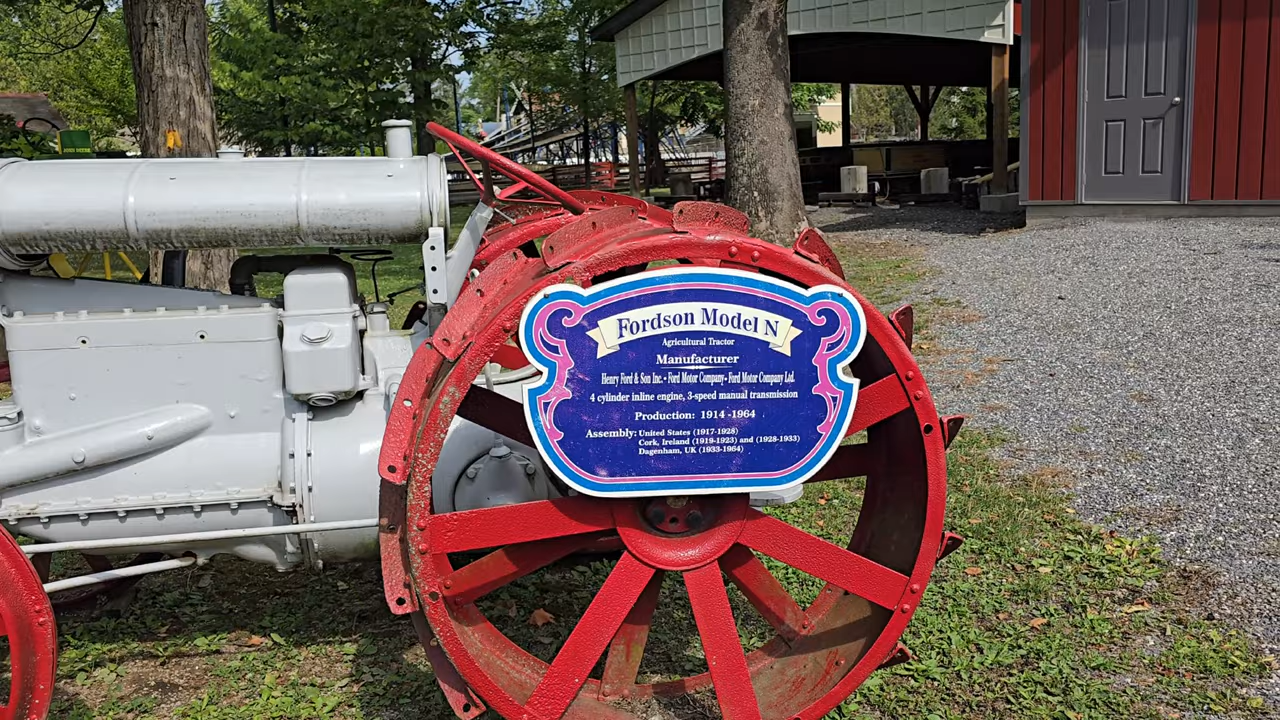 Fordson Model N
Agricultural Tractor
Manufacturer
Henry Ford & Son Inc. - Ford Motor Company - Ford Motor Company Ltd.
4 cylinder inline engine, 3-speed manual transmission
Production: 1914 -1964
Assembly: United States (1917-1928)
Cork, Ireland (1919-1923) and (1928-1933)
Dagenham, UK (1933-1964)